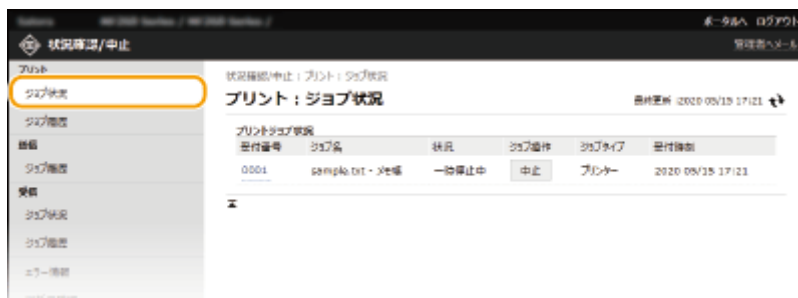 ポータルへ ログアウト
状況確認/中止
管理者へメール
プリント
ジョブ状況
ジョブ履歴
送信
ジョブ履歴
受信
ジョブ状況
ジョブ履歴
エラー情報
状況確認/中止 : プリント : ジョブ状況
プリント : ジョブ状況
最終更新 :2020 05/15 17:21
プリントジョブ状況
受付番号 ジョブ名 状況 ジョブ操作 ジョブタイプ 受付時刻
0001 sample.txt - メモ帳 一時停止中 中止 プリンター 2020 05/15 17:21